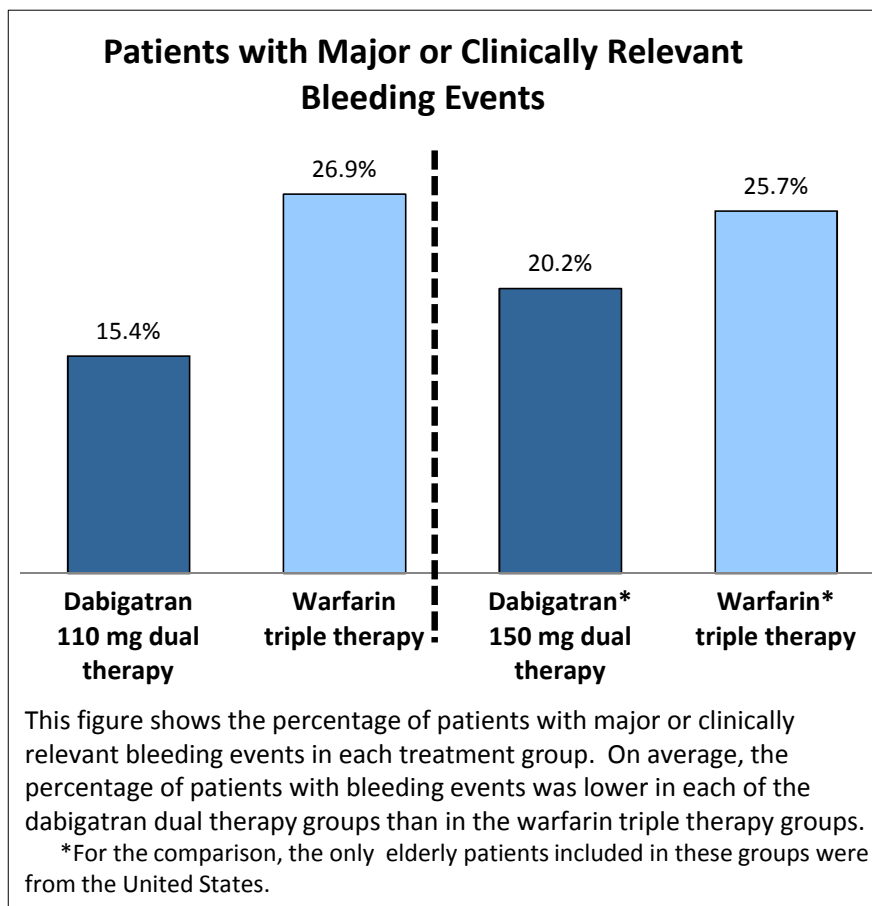 Patients with Major or Clinically Relevant
Bleeding Events
26.9%
25.7%
20.2%
15.4%
Dabigatran
110 mg dual
therapy
Warfarin
triple therapy
Dabigatran*
150 mg dual
therapy
Warfarin*
triple therapy
This figure shows the percentage of patients with major or clinically
relevant bleeding events in each treatment group. On average, the
percentage of patients with bleeding events was lower in each of the
dabigatran dual therapy groups than in the warfarin triple therapy groups.
*For the comparison, the only elderly patients included in these groups were
from the United States.